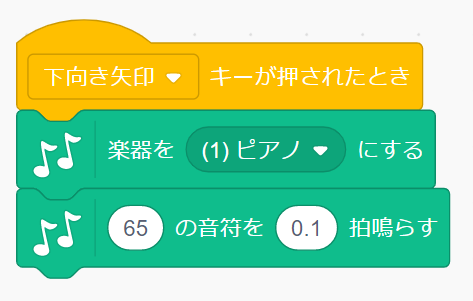 下向き矢印 キーが押されたとき
楽器を (1) ピアノ にする
65 の音符を 0.1 拍鳴らす